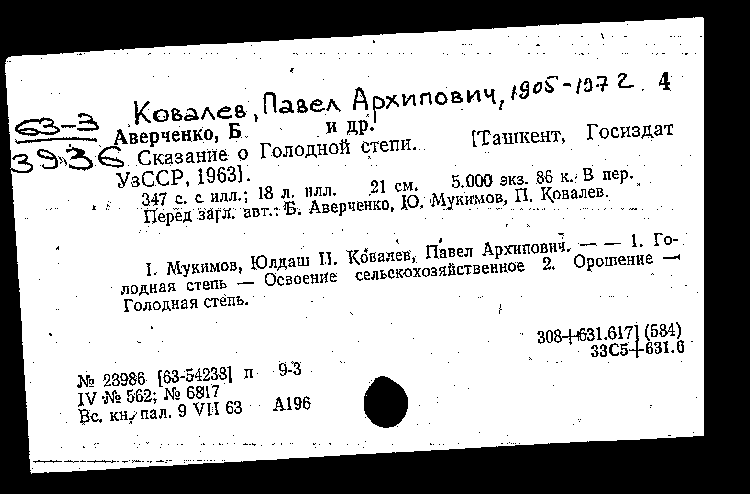 Ковалев, Павел Архипович, 1905-1972 4
63-3
3936
Аверченко, Б. и др.
Сказание о Голодной степи. [Ташкент, Госиздат
УзССР, 1963].
347 с. с илл.; 18 л. илл. 21 см. 5.000 экз. 86 к. В пер.
Перед загл. авт.: Б. Аверченко, Ю. Мукимов, П. Ковалев.
I. Мукимов, Юлдаш II. Ковалев, Павел Архипович. — — 1. Го-
лодная степь — Освоение сельскохозяйственное 2. Орошение —
Голодная степь.
308+631.617] (584)
33С5+631.6
№ 23986 [63-54238] п 9-3
IV № 562; № 6817
Вс. кн. пал. 9 VII 63 А196